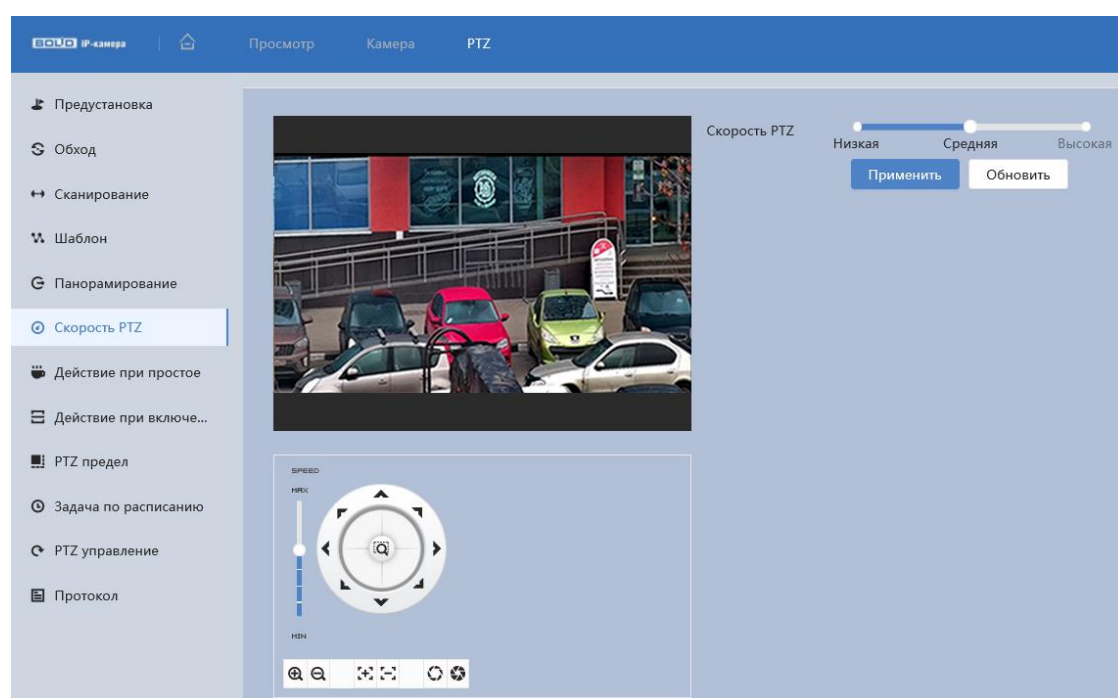 BOLID IP-камера
Просмотр
Камера
PTZ
Предустановка
Обход
Сканирование
Шаблон
Панорамирование
Скорость PTZ
Действие при простое
Действие при включе...
PTZ предел
Задача по расписанию
PTZ управление
Протокол
Скорость PTZ
Низкая
Средняя
Высокая
Применить
Обновить
SPEED
MAX
MIN